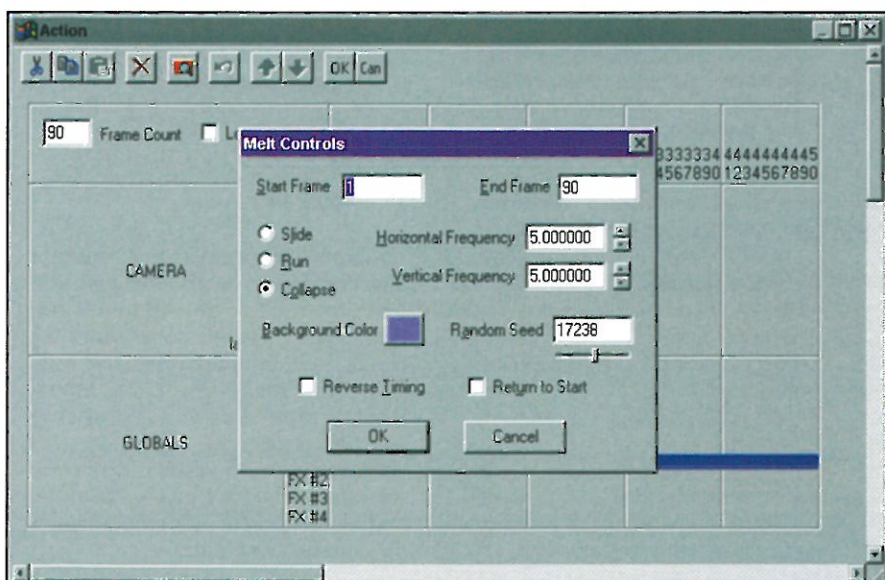 Action
OK Can
90 Frame Count
Melt Controls
3333334 4444444445
4567890 1234567890
Start Frame 1 End Frame 90
Slide Horizontal Frequency 5.000000
Run
Vertical Frequency 5.000000
CAMERA
Collapse
Background Color Random Seed 17238
Reverse Timing Return to Start
GLOBALS
OK Cancel
FX #2
FX #3
FX #4